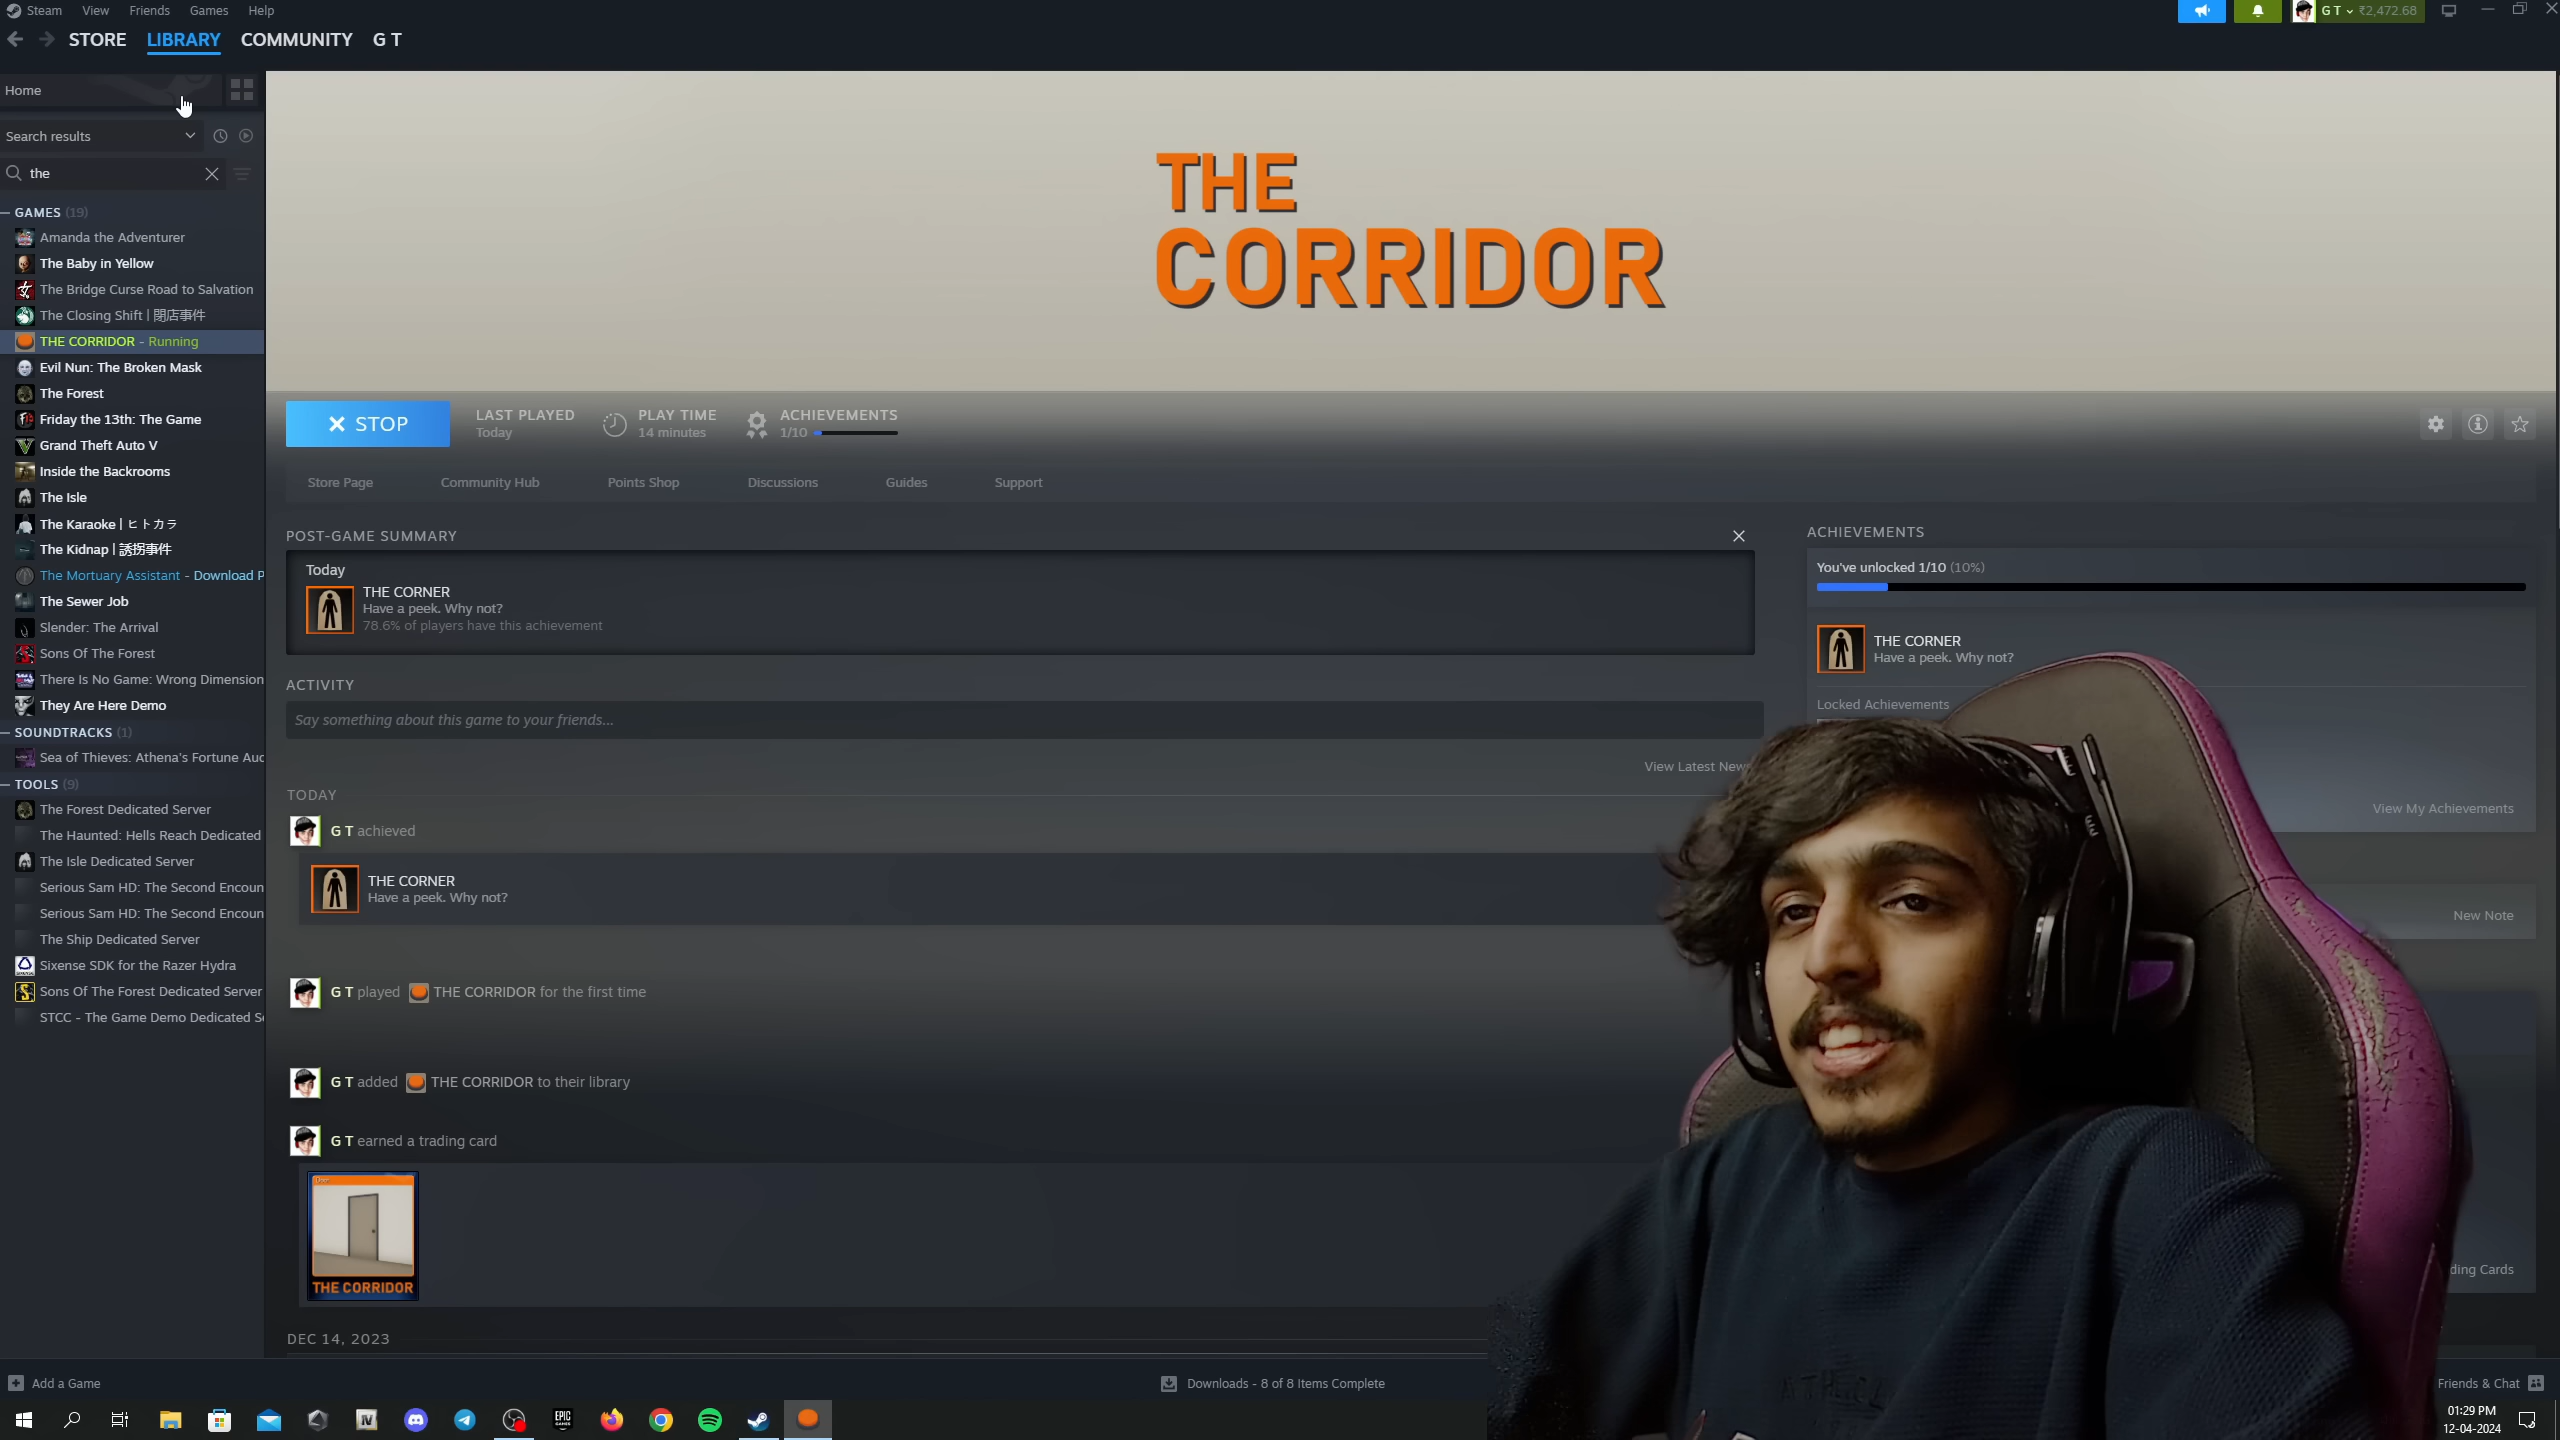 Steam View Friends Games Help
G T ₹2,472.68
STORE LIBRARY COMMUNITY G T
Home
Search results
the
GAMES (19)
Amanda the Adventurer
The Baby in Yellow
The Bridge Curse Road to Salvation
The Closing Shift | 閉店事件
THE CORRIDOR - Running
Evil Nun: The Broken Mask
The Forest
Friday the 13th: The Game
Grand Theft Auto V
Inside the Backrooms
The Isle
The Karaoke | ヒトカラ
The Kidnap | 誘拐事件
The Mortuary Assistant - Download P
The Sewer Job
Slender: The Arrival
Sons Of The Forest
There Is No Game: Wrong Dimension
They Are Here Demo
SOUNDTRACKS (1)
Sea of Thieves: Athena's Fortune Aud
TOOLS (9)
The Forest Dedicated Server
The Haunted: Hells Reach Dedicated
The Isle Dedicated Server
Serious Sam HD: The Second Encoun
Serious Sam HD: The Second Encoun
The Ship Dedicated Server
Sixense SDK for the Razer Hydra
Sons Of The Forest Dedicated Server
STCC - The Game Demo Dedicated Se
THE
CORRIDOR
STOP
LAST PLAYED
Today
PLAY TIME
14 minutes
ACHIEVEMENTS
1/10
Store Page Community Hub Points Shop Discussions Guides Support
POST-GAME SUMMARY
Today
THE CORNER
Have a peek. Why not?
78.6% of players have this achievement
ACTIVITY
Say something about this game to your friends...
View Latest News
TODAY
G T achieved
THE CORNER
Have a peek. Why not?
G T played THE CORRIDOR for the first time
G T added THE CORRIDOR to their library
G T earned a trading card
Door
THE CORRIDOR
DEC 14, 2023
ACHIEVEMENTS
You've unlocked 1/10 (10%)
THE CORNER
Have a peek. Why not?
Locked Achievements
View My Achievements
New Note
ding Cards
Add a Game
Downloads - 8 of 8 Items Complete
Friends & Chat
EPIC
GAMES
01:29 PM
12-04-2024